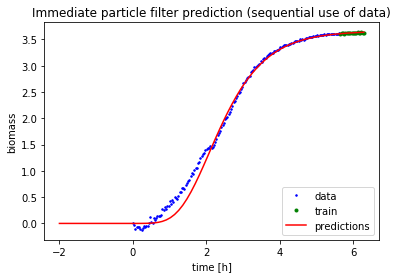 Immediate particle filter prediction (sequential use of data)
biomass
3.5
3.0
2.5
2.0
1.5
1.0
0.5
0.0
−2
0
2
4
6
time [h]
data
train
predictions